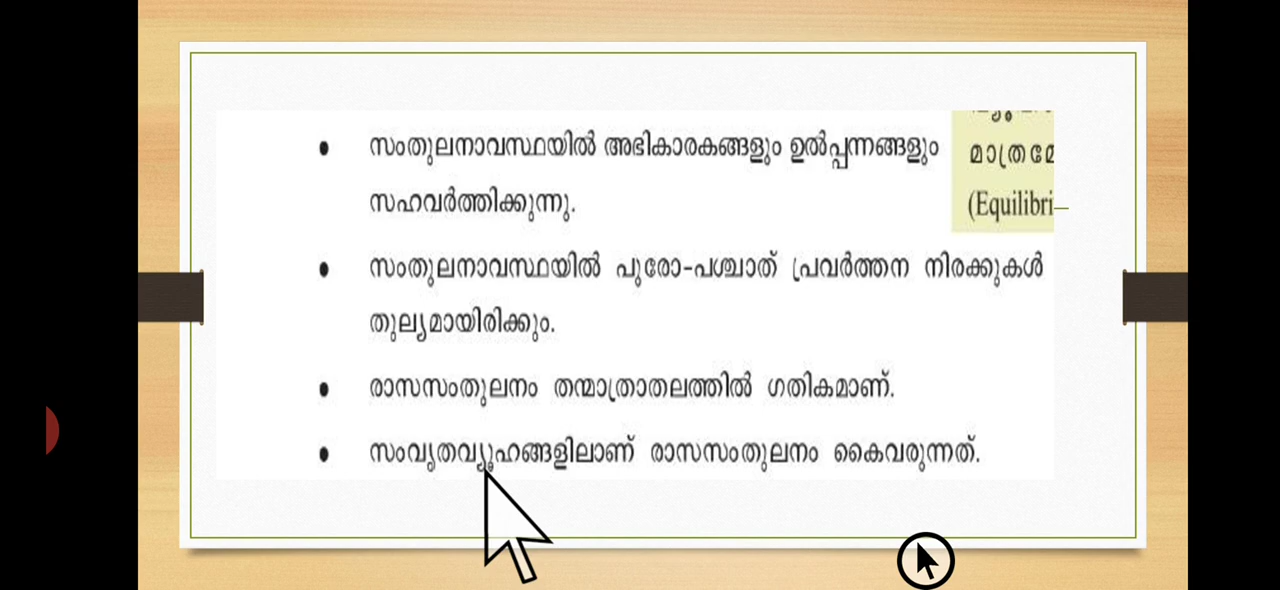 • സംതുലനാവസ്ഥയിൽ അഭികാരകങ്ങളും ഉൽപ്പന്നങ്ങളും
സഹവർത്തിക്കുന്നു.
• സംതുലനാവസ്ഥയിൽ പുരോ-പശ്ചാത് പ്രവർത്തന നിരക്കുകൾ
തുല്യമായിരിക്കും.
• രാസസംതുലനം തന്മാത്രാതലത്തിൽ ഗതികമാണ്.
• സംവൃതവ്യൂഹങ്ങളിലാണ് രാസസംതുലനം കൈവരുന്നത്.
മാത്രമേ
(Equilibri